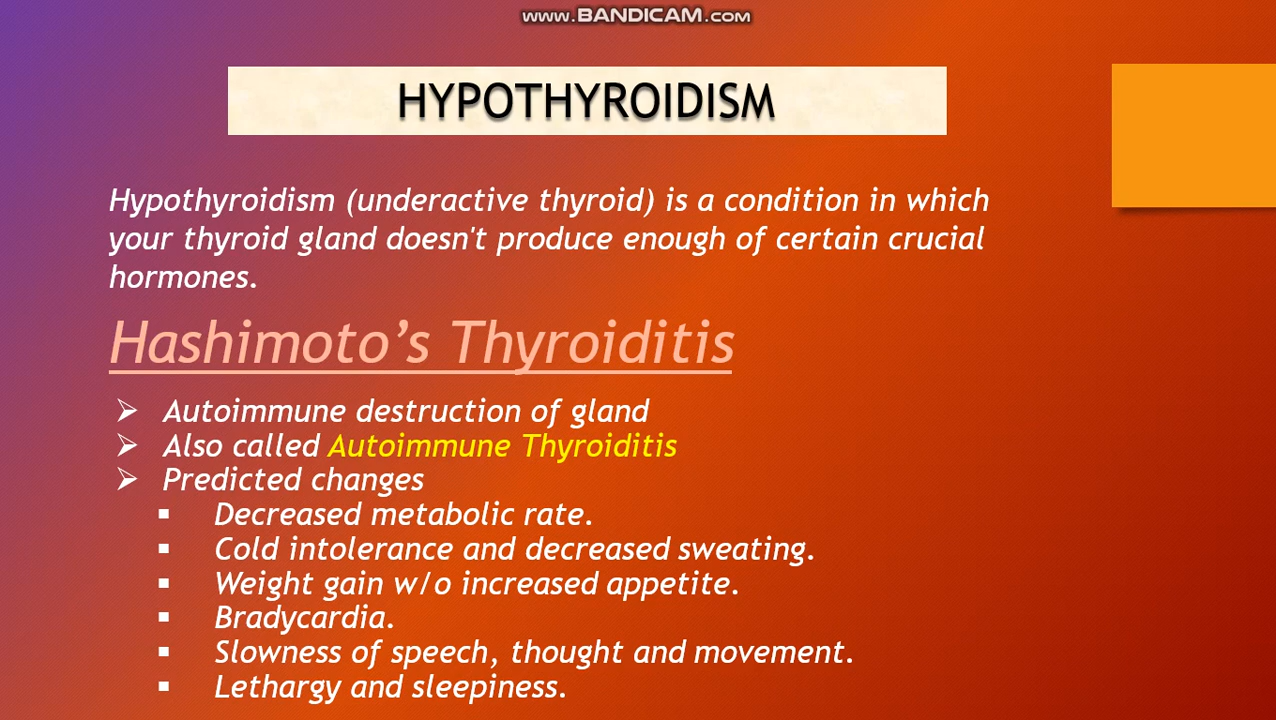 www.BANDICAM.com
HYPOTHYROIDISM
Hypothyroidism (underactive thyroid) is a condition in which
your thyroid gland doesn't produce enough of certain crucial
hormones.
Hashimoto’s Thyroiditis
➢ Autoimmune destruction of gland
➢ Also called Autoimmune Thyroiditis
➢ Predicted changes
▪ Decreased metabolic rate.
▪ Cold intolerance and decreased sweating.
▪ Weight gain w/o increased appetite.
▪ Bradycardia.
▪ Slowness of speech, thought and movement.
▪ Lethargy and sleepiness.